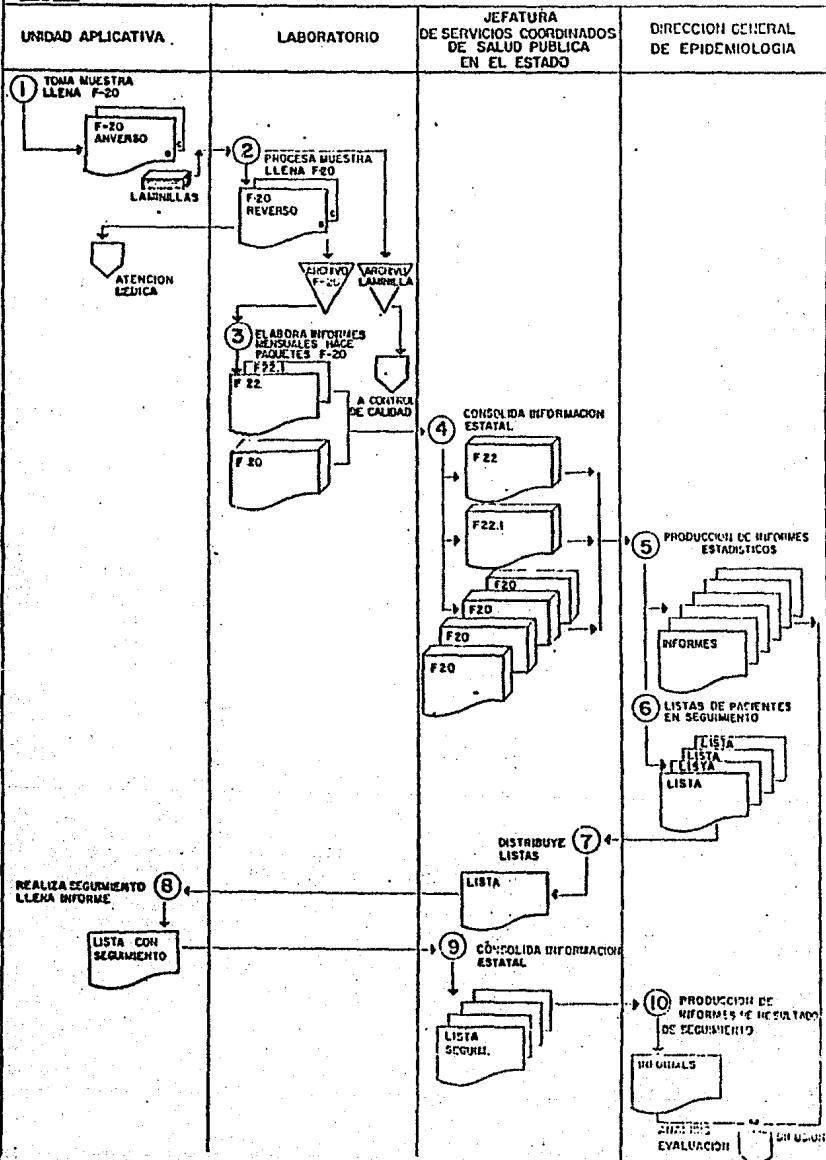 UNIDAD APLICATIVA
LABORATORIO
JEFATURA
DE SERVICIOS COORDINADOS
DE SALUD PUBLICA
EN EL ESTADO
DIRECCION GENERAL
DE EPIDEMIOLOGIA
1 TOMA MUESTRA
LLENA F-20
F-20
ANVERSO
B
C
LAMINILLAS
2
PROCESA MUESTRA
LLENA F20
F-20
REVERSO
B
C
ATENCION
MEDICA
ARCHIVO
F-20
ARCHIVO
LAMINILLA
3 ELABORA INFORMES
MENSUALES HACE
PAQUETES F-20
F22.1
F 22
F 20
A CONTROL
DE CALIDAD
4 CONSOLIDA INFORMACION
ESTATAL
F 22
F22.1
F20
F20
F20
F20
5 PRODUCCION DE INFORMES
ESTADISTICOS
INFORMES
6 LISTAS DE PACIENTES
EN SEGUIMIENTO
LISTA
LISTA
LISTA
LISTA
DISTRIBUYE 7
LISTAS
LISTA
REALIZA SEGUIMIENTO 8
LLENA INFORME
LISTA CON
SEGUIMIENTO
9 CONSOLIDA INFORMACION
ESTATAL
LISTA
SEGUIM.
10 PRODUCCION DE
INFORMES DE RESULTADO
DE SEGUIMIENTO
INFORMES
ANALISIS
EVALUACION
DIFUSION